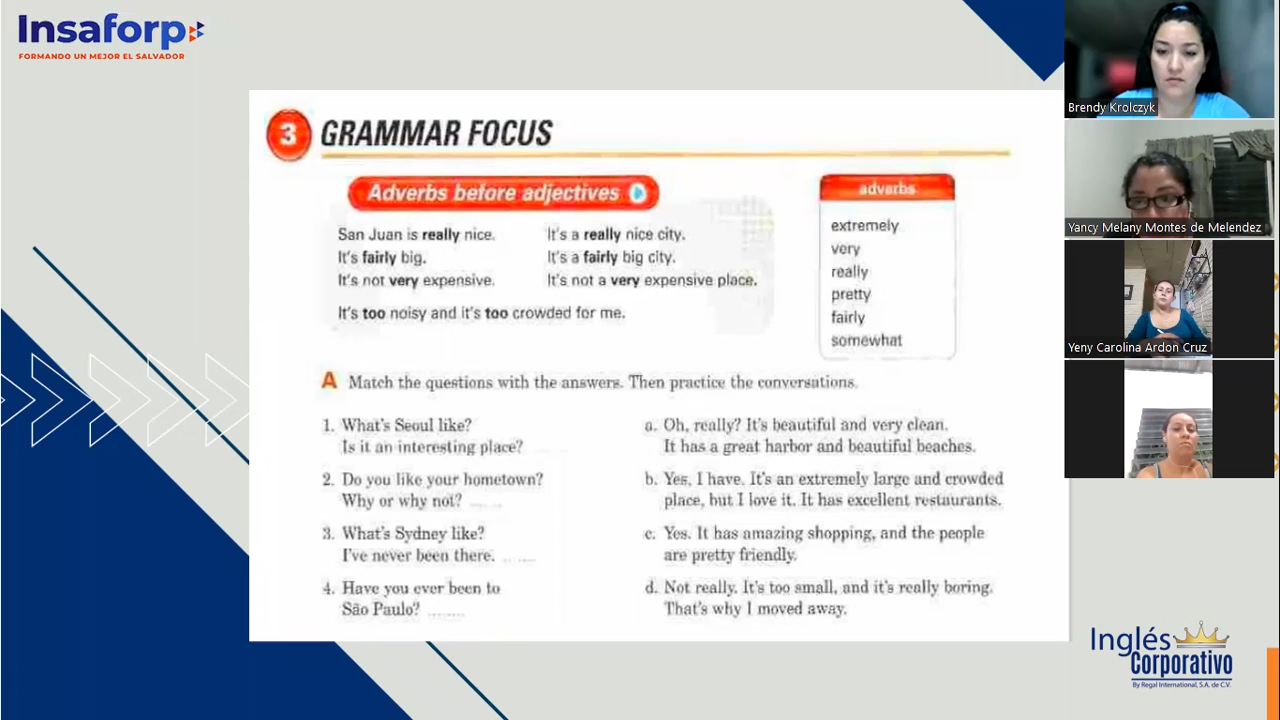 Insaforp
FORMANDO UN MEJOR EL SALVADOR
3 GRAMMAR FOCUS
Adverbs before adjectives
San Juan is really nice.
It's fairly big.
It's not very expensive.
It's a really nice city.
It's a fairly big city.
It's not a very expensive place.
It's too noisy and it's too crowded for me.
adverbs
extremely
very
really
pretty
fairly
somewhat
A Match the questions with the answers. Then practice the conversations.
1. What's Seoul like?
Is it an interesting place?
2. Do you like your hometown?
Why or why not? ........
3. What's Sydney like?
I've never been there. ........
4. Have you ever been to
São Paulo? ........
a. Oh, really? It's beautiful and very clean.
It has a great harbor and beautiful beaches.
b. Yes, I have. It's an extremely large and crowded
place, but I love it. It has excellent restaurants.
c. Yes. It has amazing shopping, and the people
are pretty friendly.
d. Not really. It's too small, and it's really boring.
That's why I moved away.
Brendy Krolczyk
Yancy Melany Montes de Melendez
Yeny Carolina Ardon Cruz
Inglés
Corporativo
By Regal International, S.A. de C.V.